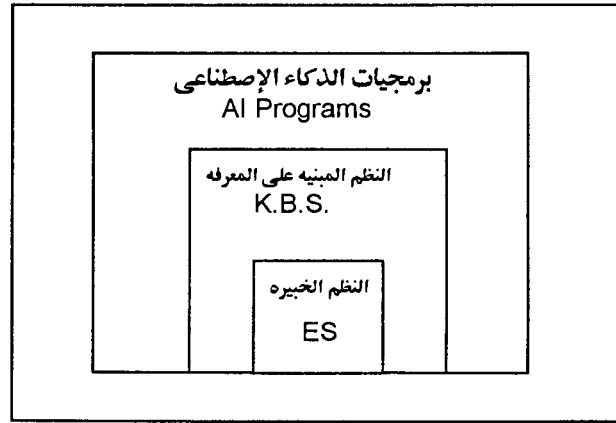 برمجيات الذكاء الإصطناعى
AI Programs
النظم المبنيه على المعرفه
K.B.S.
النظم الخبيره
ES